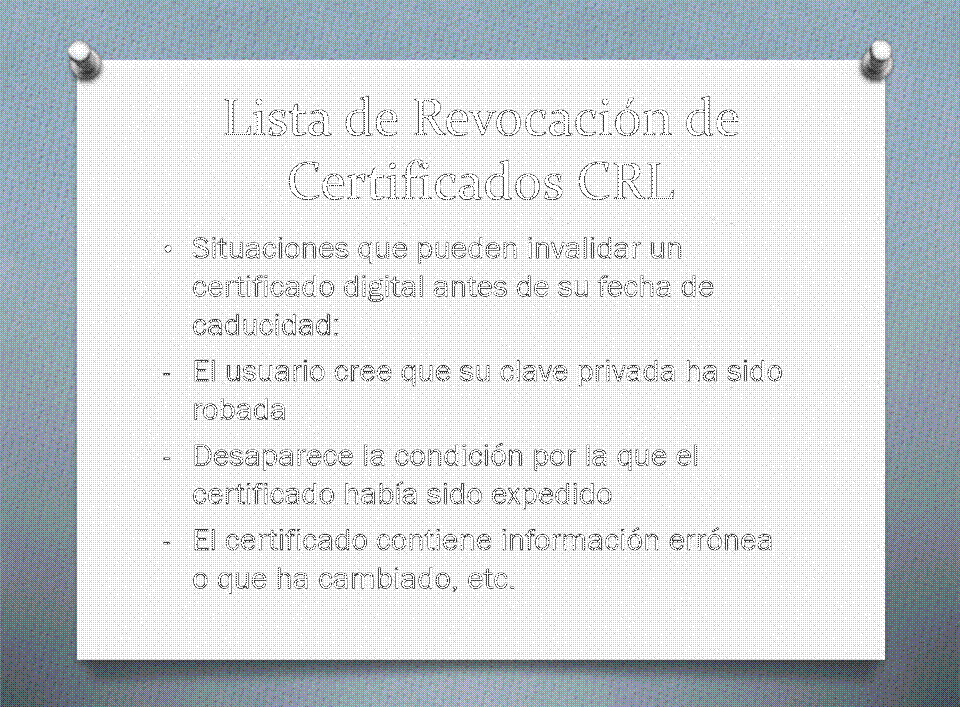 Lista de Revocación de
Certificados CRL
• Situaciones que pueden invalidar un
certificado digital antes de su fecha de
caducidad:
- El usuario cree que su clave privada ha sido
robada
- Desaparece la condición por la que el
certificado había sido expedido
- El certificado contiene información errónea
o que ha cambiado, etc.